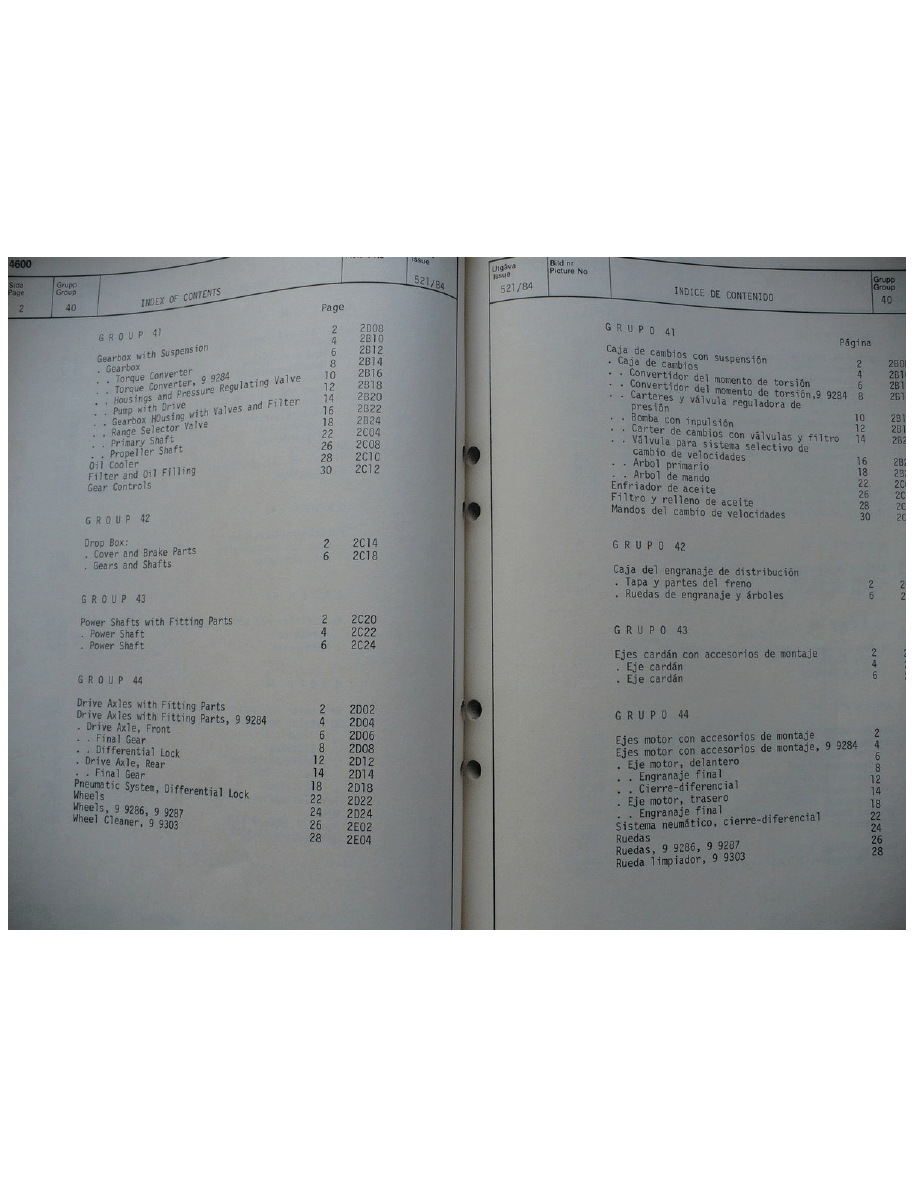 4600
Issue
Sida
Page
2
Grupp
Group
40
INDEX OF CONTENTS
521/84
Page
GROUP 41
Gearbox with Suspension 2 2B08
. Gearbox 4 2B10
. . Torque Converter 6 2B12
. . Torque Converter, 9 9284 8 2B14
. . Housings and Pressure Regulating Valve 10 2B16
. . Pump with Drive 12 2B18
. . Gearbox HOusing with Valves and Filter 14 2B20
. . Range Selector Valve 16 2B22
. . Primary Shaft 18 2B24
. . Propeller Shaft 22 2C04
Oil Cooler 26 2C08
Filter and Oil Filling 28 2C10
Gear Controls 30 2C12
GROUP 42
Drop Box:
. Cover and Brake Parts 2 2C14
. Gears and Shafts 6 2C18
GROUP 43
Power Shafts with Fitting Parts 2 2C20
. Power Shaft 4 2C22
. Power Shaft 6 2C24
GROUP 44
Drive Axles with Fitting Parts 2 2D02
Drive Axles with Fitting Parts, 9 9284 4 2D04
. Drive Axle, Front 6 2D06
. . Final Gear 8 2D08
. . Differential Lock 12 2D12
. Drive Axle, Rear 14 2D14
. . Final Gear 18 2D18
Pneumatic System, Differential Lock 22 2D22
Wheels 24 2D24
Wheels, 9 9286, 9 9287 26 2E02
Wheel Cleaner, 9 9303 28 2E04
Utgåva
Issue
521/84
Bild nr
Picture No
INDICE DE CONTENIDO
Grupp
Group
40
GRUPO 41
Página
Caja de cambios con suspensión 2
. Caja de cambios 4
. . Convertidor del momento de torsión 6
. . Convertidor del momento de torsión,9 9284 8
. . Carteres y válvula reguladora de
presión 10
. . Bomba con inpulsión 12
. . Carter de cambios con válvulas y filtro 14
. . Válvula para sistema selectivo de
cambio de velocidades 16
. . Arbol primario 18
. . Arbol de mando 22
Enfriador de aceite 26
Filtro y relleno de aceite 28
Mandos del cambio de velocidades 30
GRUPO 42
Caja del engranaje de distribución
. Tapa y partes del freno 2
. Ruedas de engranaje y árboles 6
GRUPO 43
Ejes cardán con accesorios de montaje 2
. Eje cardán 4
. Eje cardán 6
GRUPO 44
Ejes motor con accesorios de montaje 2
Ejes motor con accesorios de montaje, 9 9284 4
. Eje motor, delantero 6
. . Engranaje final 8
. . Cierre-diferencial 12
. Eje motor, trasero 14
. . Engranaje final 18
Sistema neumático, cierre-diferencial 22
Ruedas 24
Ruedas, 9 9286, 9 9287 26
Rueda limpiador, 9 9303 28